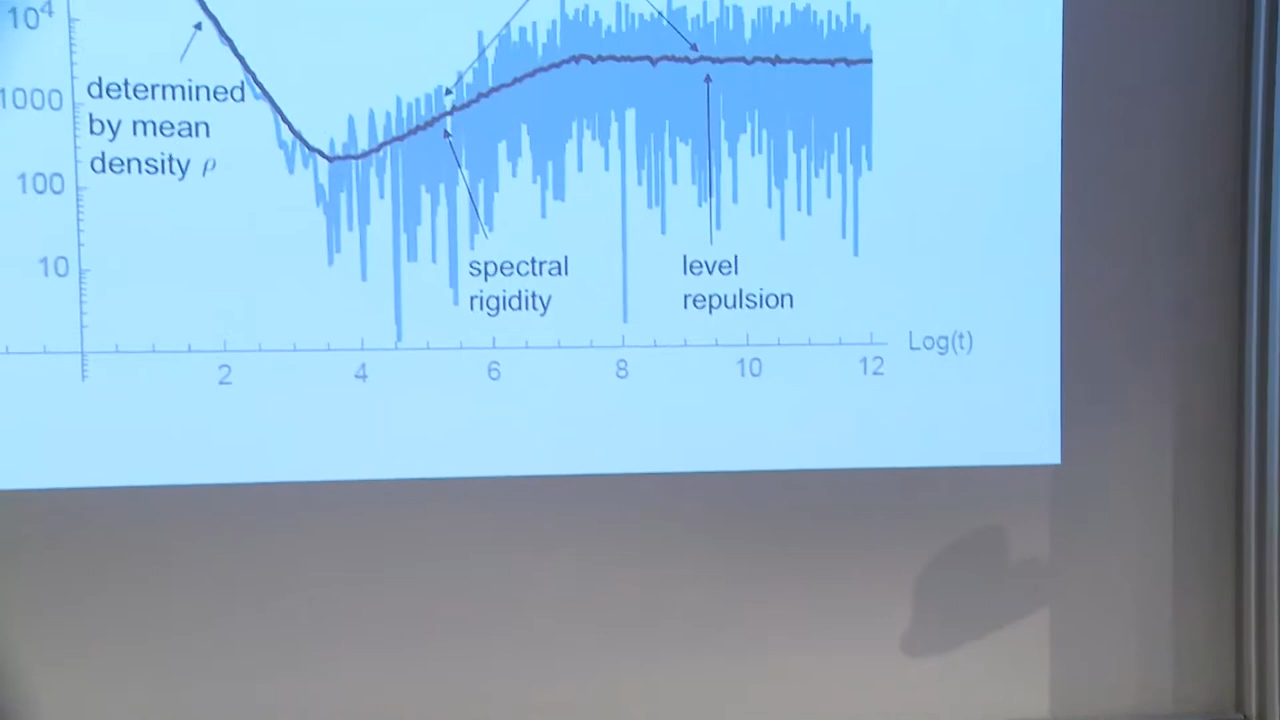 10⁴
1000
100
10
determined
by mean
density ρ
spectral
rigidity
level
repulsion
Log(t)
2 4 6 8 10 12